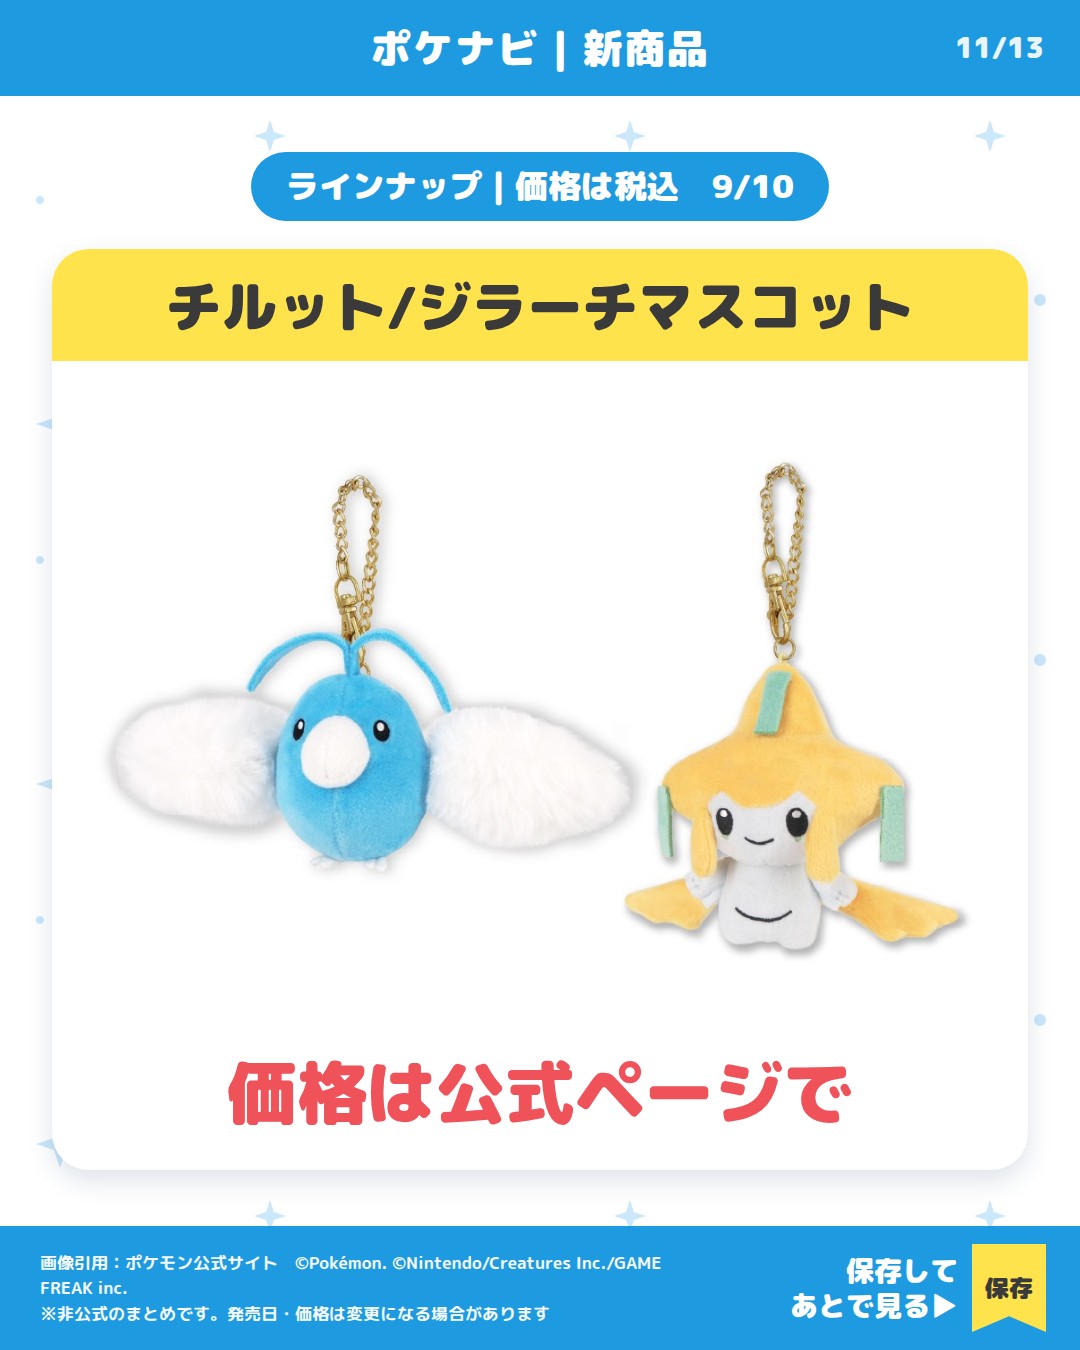 ポケナビ | 新商品
11/13
ラインナップ | 価格は税込 9/10
チルット/ジラーチマスコット
価格は公式ページで
画像引用：ポケモン公式サイト ©Pokémon. ©Nintendo/Creatures Inc./GAME
FREAK inc.
※非公式のまとめです。発売日・価格は変更になる場合があります
保存して
あとで見る▶
保存